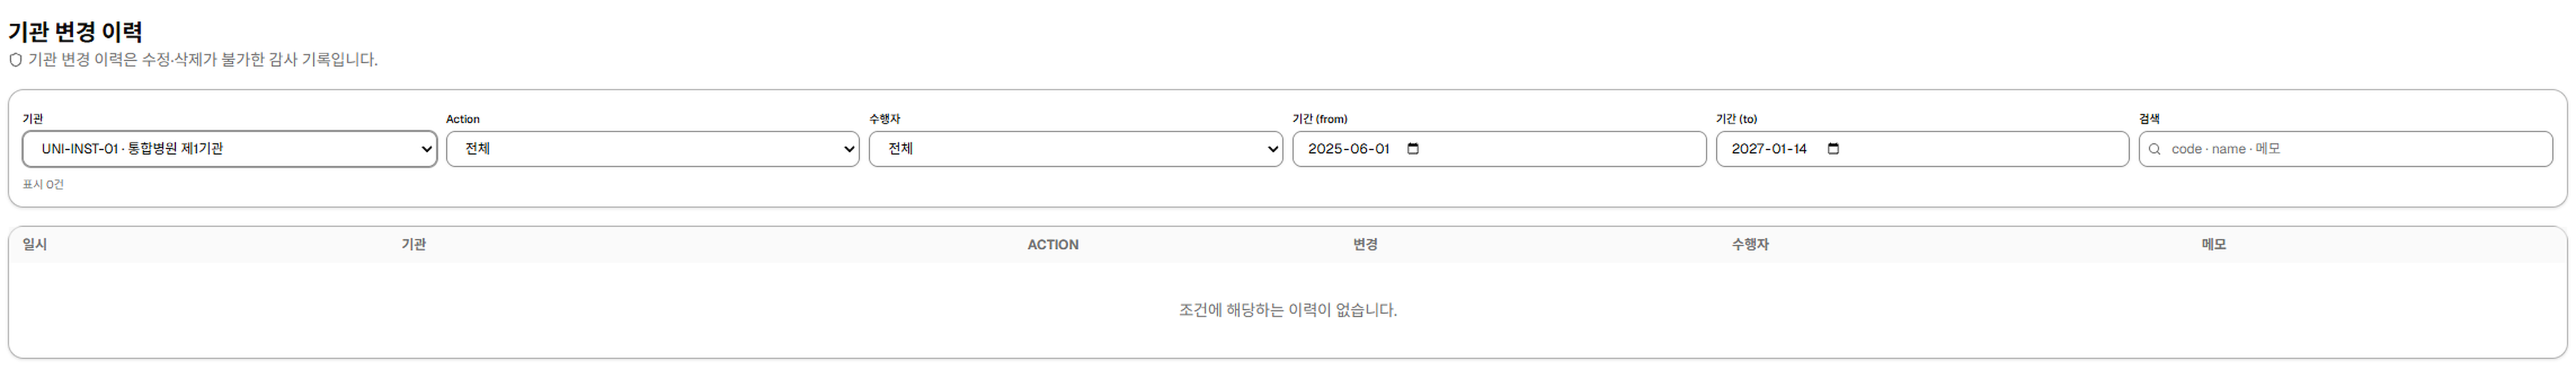 기관 변경 이력
기관 변경 이력은 수정·삭제가 불가한 감사 기록입니다.
기관 Action 수행자 기간 (from) 기간 (to) 검색
UNI-INST-01 · 통합병원 제1기관 전체 전체 2025-06-01 2027-01-14 code · name · 메모
표시 0건
일시 기관 ACTION 변경 수행자 메모
조건에 해당하는 이력이 없습니다.